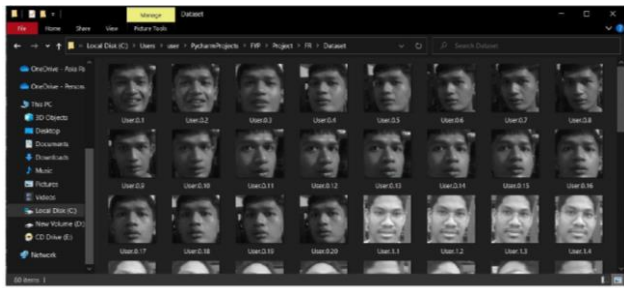 Manage
Dataset
File
Home
Share
View
Picture Tools
Local Disk (C:) > Users > user > PycharmProjects > FYP > Project > FR > Dataset
Search Dataset
OneDrive - Persona
This PC
3D Objects
Desktop
Documents
Downloads
Music
Pictures
Videos
Local Disk (C:)
New Volume (D:)
CD Drive (E:)
Network
User.0.1
User.0.2
User.0.3
User.0.4
User.0.5
User.0.6
User.0.7
User.0.8
User.0.9
User.0.10
User.0.11
User.0.12
User.0.13
User.0.14
User.0.15
User.0.16
User.0.17
User.0.18
User.0.19
User.0.20
User.1.1
User.1.2
User.1.3
User.1.4